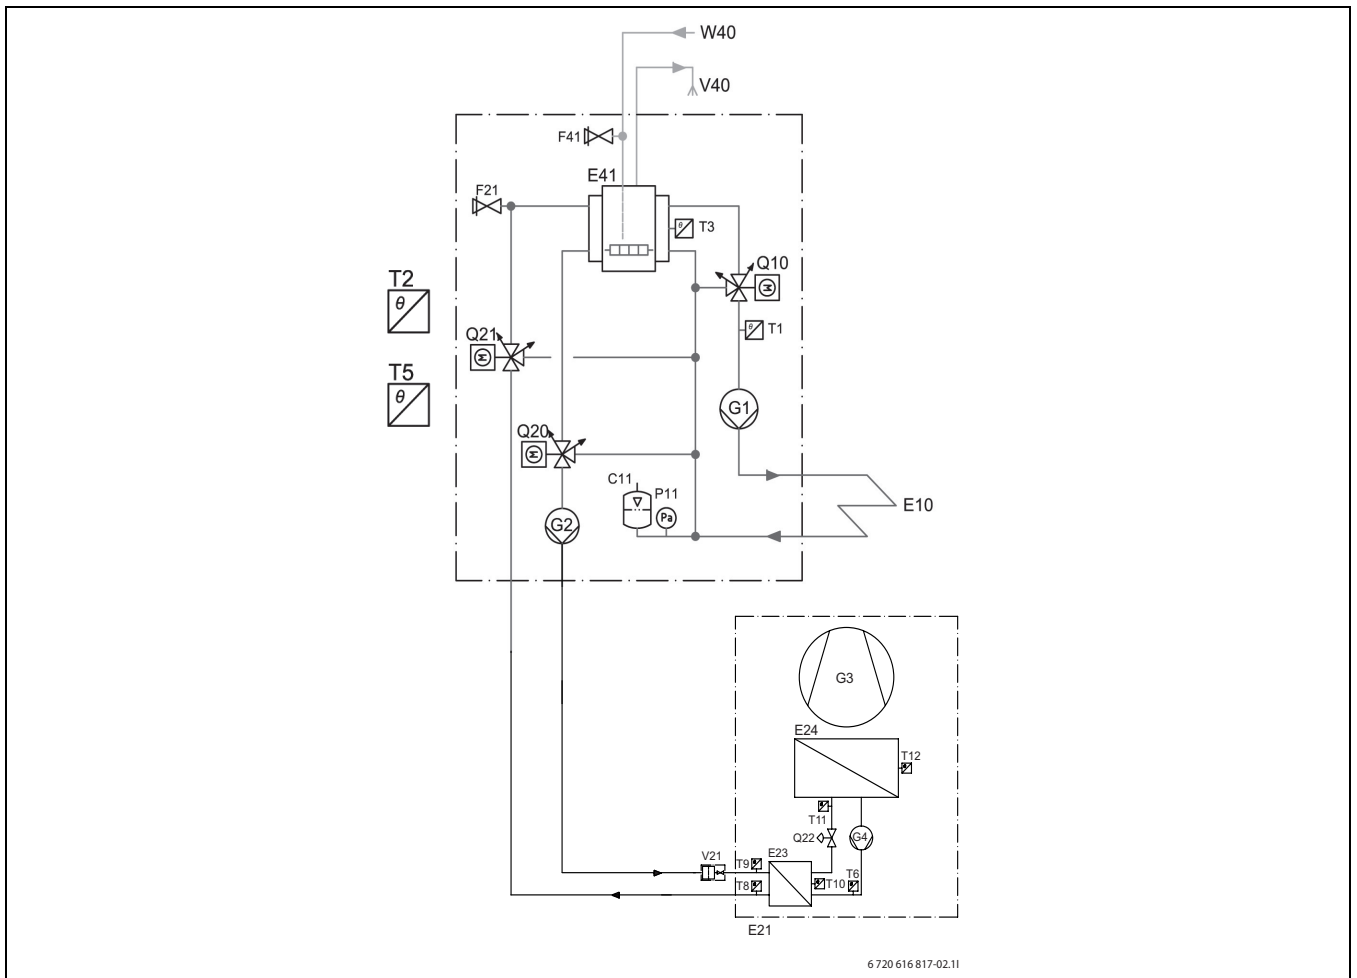 W40
V40
F41
E41
F21
T3
T2
θ
Q10
M
T1
Q21
M
T5
θ
G1
Q20
M
C11
P11
Pa
E10
G2
G3
E24
T12
T11
Q22
G4
V21
T9
E23
T6
T8
T10
E21
6 720 616 817-02.1I